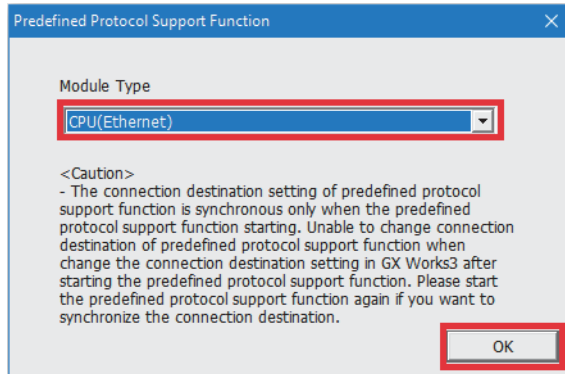 Predefined Protocol Support Function
Module Type
CPU(Ethernet)
<Caution>
- The connection destination setting of predefined protocol
support function is synchronous only when the predefined
protocol support function starting. Unable to change connection
destination of predefined protocol support function when
change the connection destination setting in GX Works3 after
starting the predefined protocol support function. Please start
the predefined protocol support function again if you want to
synchronize the connection destination.
OK